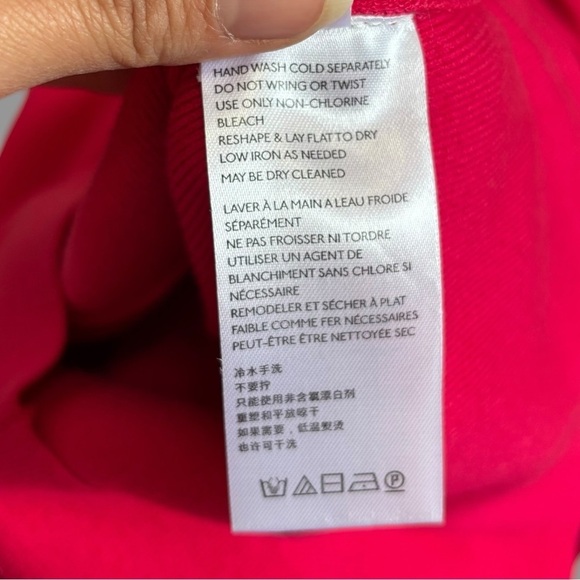 HAND WASH COLD SEPARATELY
DO NOT WRING OR TWIST
USE ONLY NON-CHLORINE
BLEACH
RESHAPE & LAY FLAT TO DRY
LOW IRON AS NEEDED
MAY BE DRY CLEANED
LAVER À LA MAIN A LEAU FROIDE
SÉPARÉMENT
NE PAS FROISSER NI TORDRE
UTILISER UN AGENT DE
BLANCHIMENT SANS CHLORE SI
NÉCESSAIRE
REMODELER ET SÉCHER À PLAT
FAIBLE COMME FER NÉCESSAIRES
PEUT-ÊTRE ÊTRE NETTOYÉE SEC
冷水手洗
不要拧
只能使用非含氯漂白剂
重塑和平放晾干
如果需要，低温熨烫
也许可干洗
P